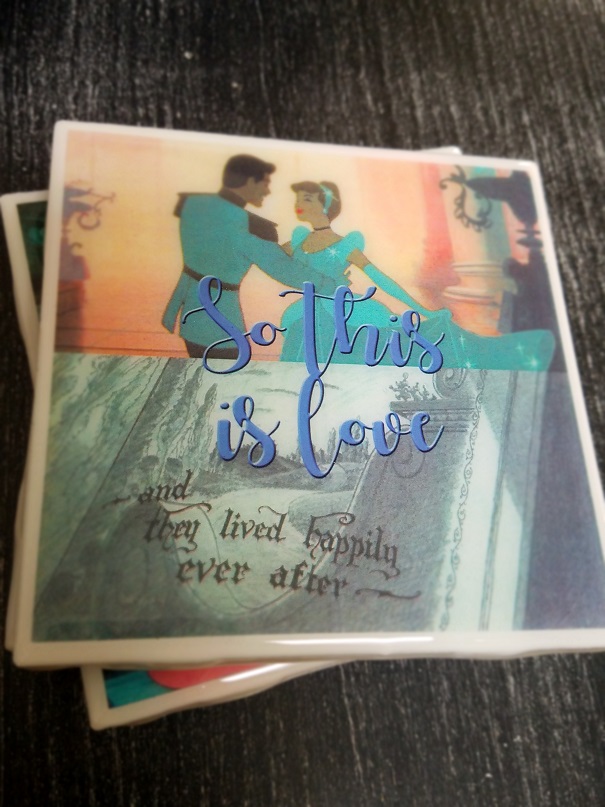 So this
is love
and
they lived happily
ever after